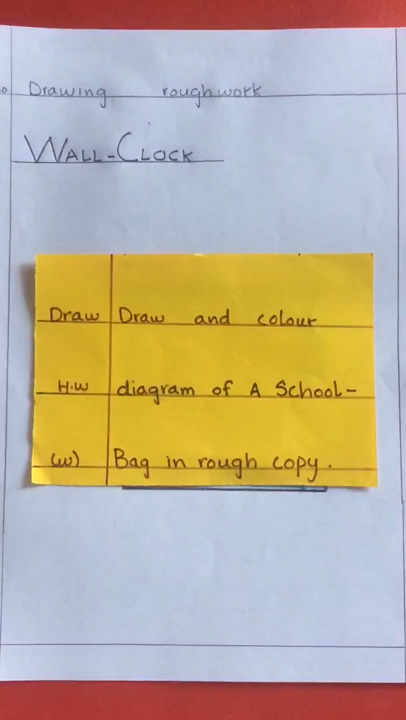 Drawing roughwork
WALL-CLOCK
Draw Draw and colour
H.W diagram of A School-
(w) Bag in rough copy.